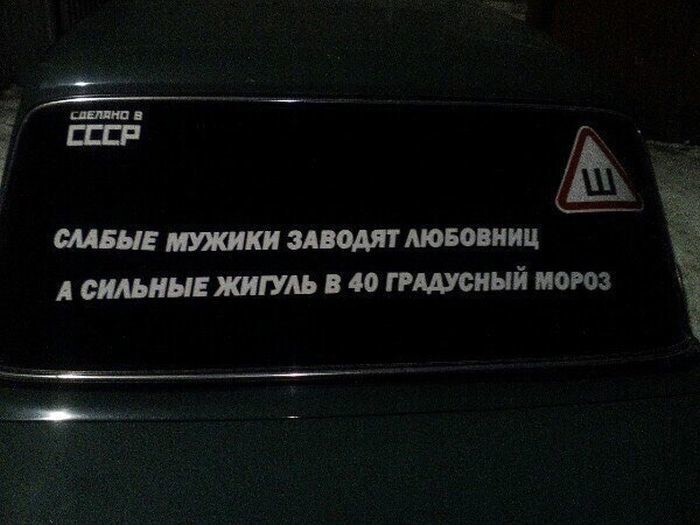 СДЕЛАНО В
СССР
Ш
СЛАБЫЕ МУЖИКИ ЗАВОДЯТ ЛЮБОВНИЦ
А СИЛЬНЫЕ ЖИГУЛЬ В 40 ГРАДУСНЫЙ МОРОЗ